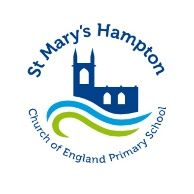 St Mary's Hampton
Church of England Primary School